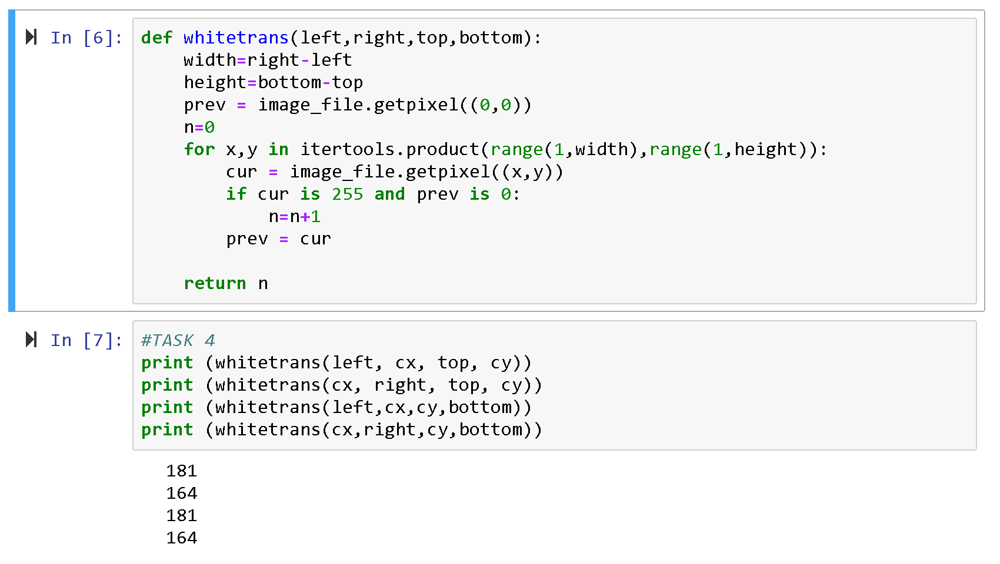 In [6]: def whitetrans(left,right,top,bottom):
    width=right-left
    height=bottom-top
    prev = image_file.getpixel((0,0))
    n=0
    for x,y in itertools.product(range(1,width),range(1,height)):
        cur = image_file.getpixel((x,y))
        if cur is 255 and prev is 0:
            n=n+1
        prev = cur
    return n
In [7]: #TASK 4
print (whitetrans(left, cx, top, cy))
print (whitetrans(cx, right, top, cy))
print (whitetrans(left,cx,cy,bottom))
print (whitetrans(cx,right,cy,bottom))
181
164
181
164